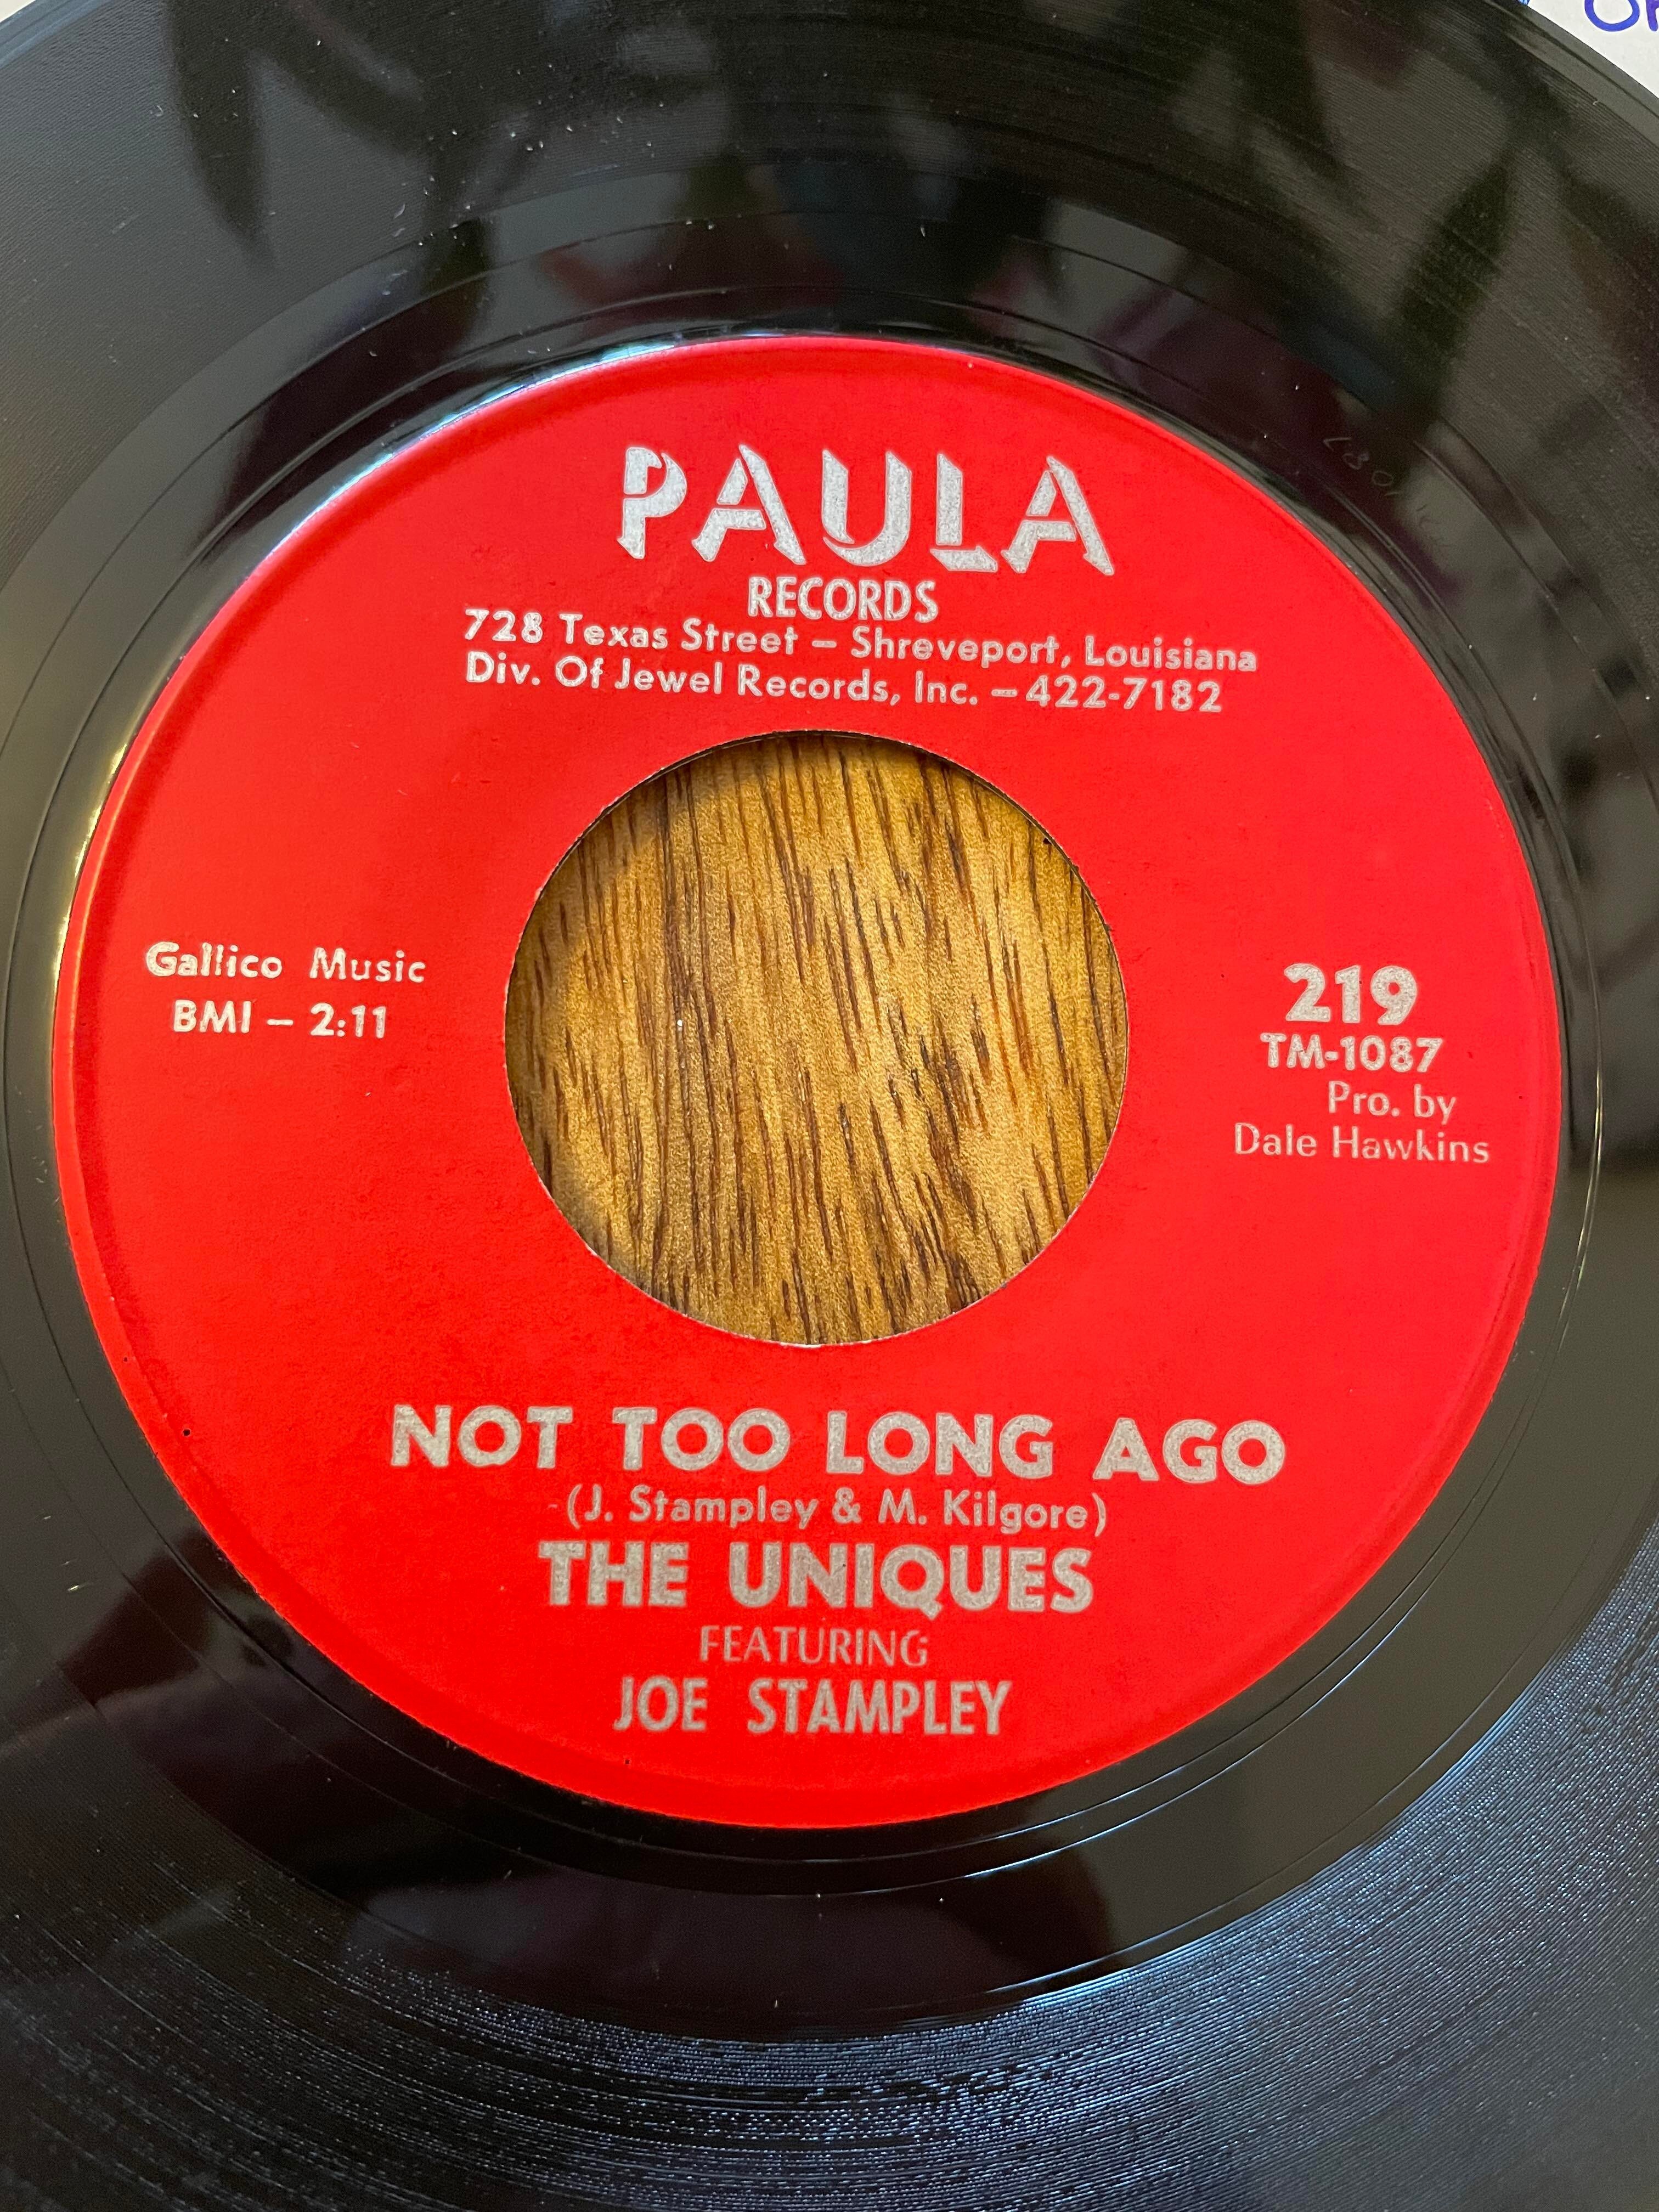 PAULA
RECORDS
728 Texas Street – Shreveport, Louisiana
Div. Of Jewel Records, Inc. – 422-7182
Gallico Music
BMI – 2:11
219
TM-1087
Pro. by
Dale Hawkins
NOT TOO LONG AGO
(J. Stampley & M. Kilgore)
THE UNIQUES
FEATURING
JOE STAMPLEY